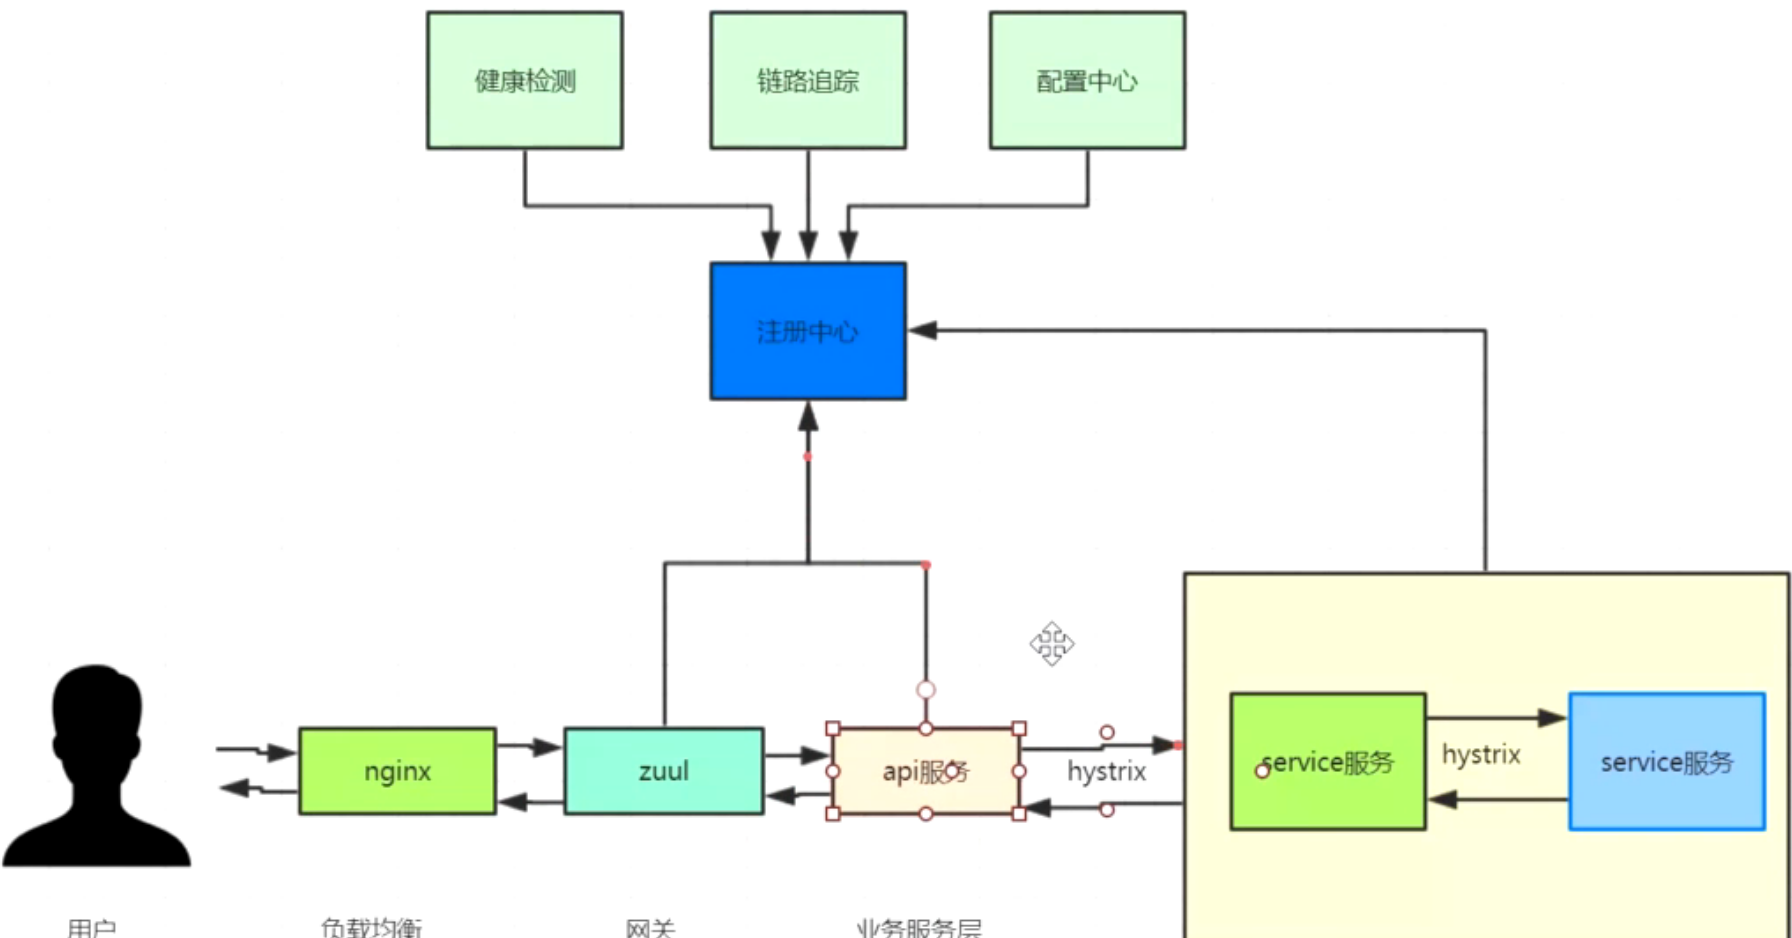 健康检测
链路追踪
配置中心
注册中心
nginx
zuul
api服务
hystrix
service服务
hystrix
service服务
用户
负载均衡
网关
业务服务层